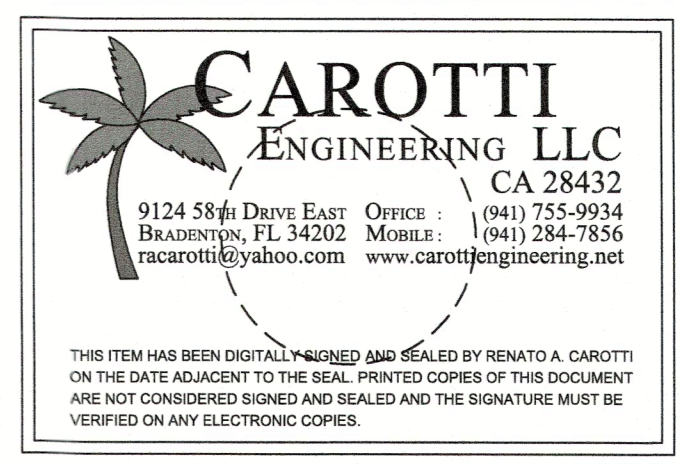 CAROTTI
ENGINEERING LLC
CA 28432
9124 58TH DRIVE EAST OFFICE : (941) 755-9934
BRADENTON, FL 34202 MOBILE : (941) 284-7856
racarotti@yahoo.com www.carottiengineering.net
THIS ITEM HAS BEEN DIGITALLY SIGNED AND SEALED BY RENATO A. CAROTTI
ON THE DATE ADJACENT TO THE SEAL. PRINTED COPIES OF THIS DOCUMENT
ARE NOT CONSIDERED SIGNED AND SEALED AND THE SIGNATURE MUST BE
VERIFIED ON ANY ELECTRONIC COPIES.